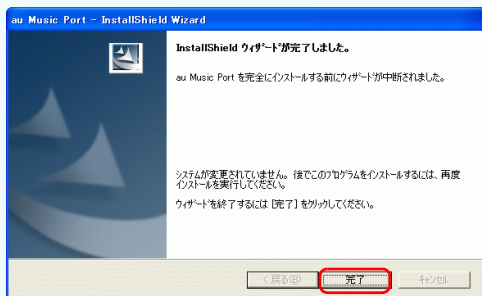 au Music Port - InstallShield Wizard
InstallShield ウィザードが完了しました。
au Music Port を完全にインストールする前にウィザードが中断されました。
システムが変更されていません。後でこのプログラムをインストールするには、再度
インストールを実行してください。
ウィザードを終了するには [完了] をクリックしてください。
< 戻る(B)
完了
キャンセル